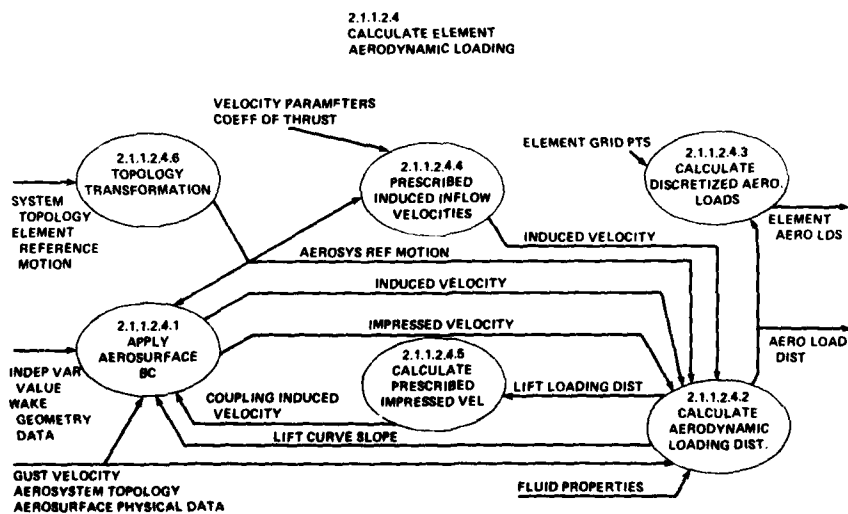 2.1.1.2.4
CALCULATE ELEMENT
AERODYNAMIC LOADING
VELOCITY PARAMETERS
COEFF OF THRUST
ELEMENT GRID PTS
2.1.1.2.4.6
TOPOLOGY
TRANSFORMATION
2.1.1.2.4.4
PRESCRIBED
INDUCED INFLOW
VELOCITIES
2.1.1.2.4.3
CALCULATE
DISCRETIZED AERO.
LOADS
SYSTEM
TOPOLOGY
ELEMENT
REFERENCE
MOTION
ELEMENT
AERO LDS
INDUCED VELOCITY
AEROSYS REF MOTION
INDUCED VELOCITY
2.1.1.2.4.1
APPLY
AEROSURFACE
BC
IMPRESSED VELOCITY
AERO LOAD
DIST
2.1.1.2.4.5
CALCULATE
PRESCRIBED
IMPRESSED VEL
INDEP VAR
VALUE
WAKE
GEOMETRY
DATA
COUPLING INDUCED
VELOCITY
LIFT LOADING DIST
2.1.1.2.4.2
CALCULATE
AERODYNAMIC
LOADING DIST.
LIFT CURVE SLOPE
GUST VELOCITY
AEROSYSTEM TOPOLOGY
AEROSURFACE PHYSICAL DATA
FLUID PROPERTIES